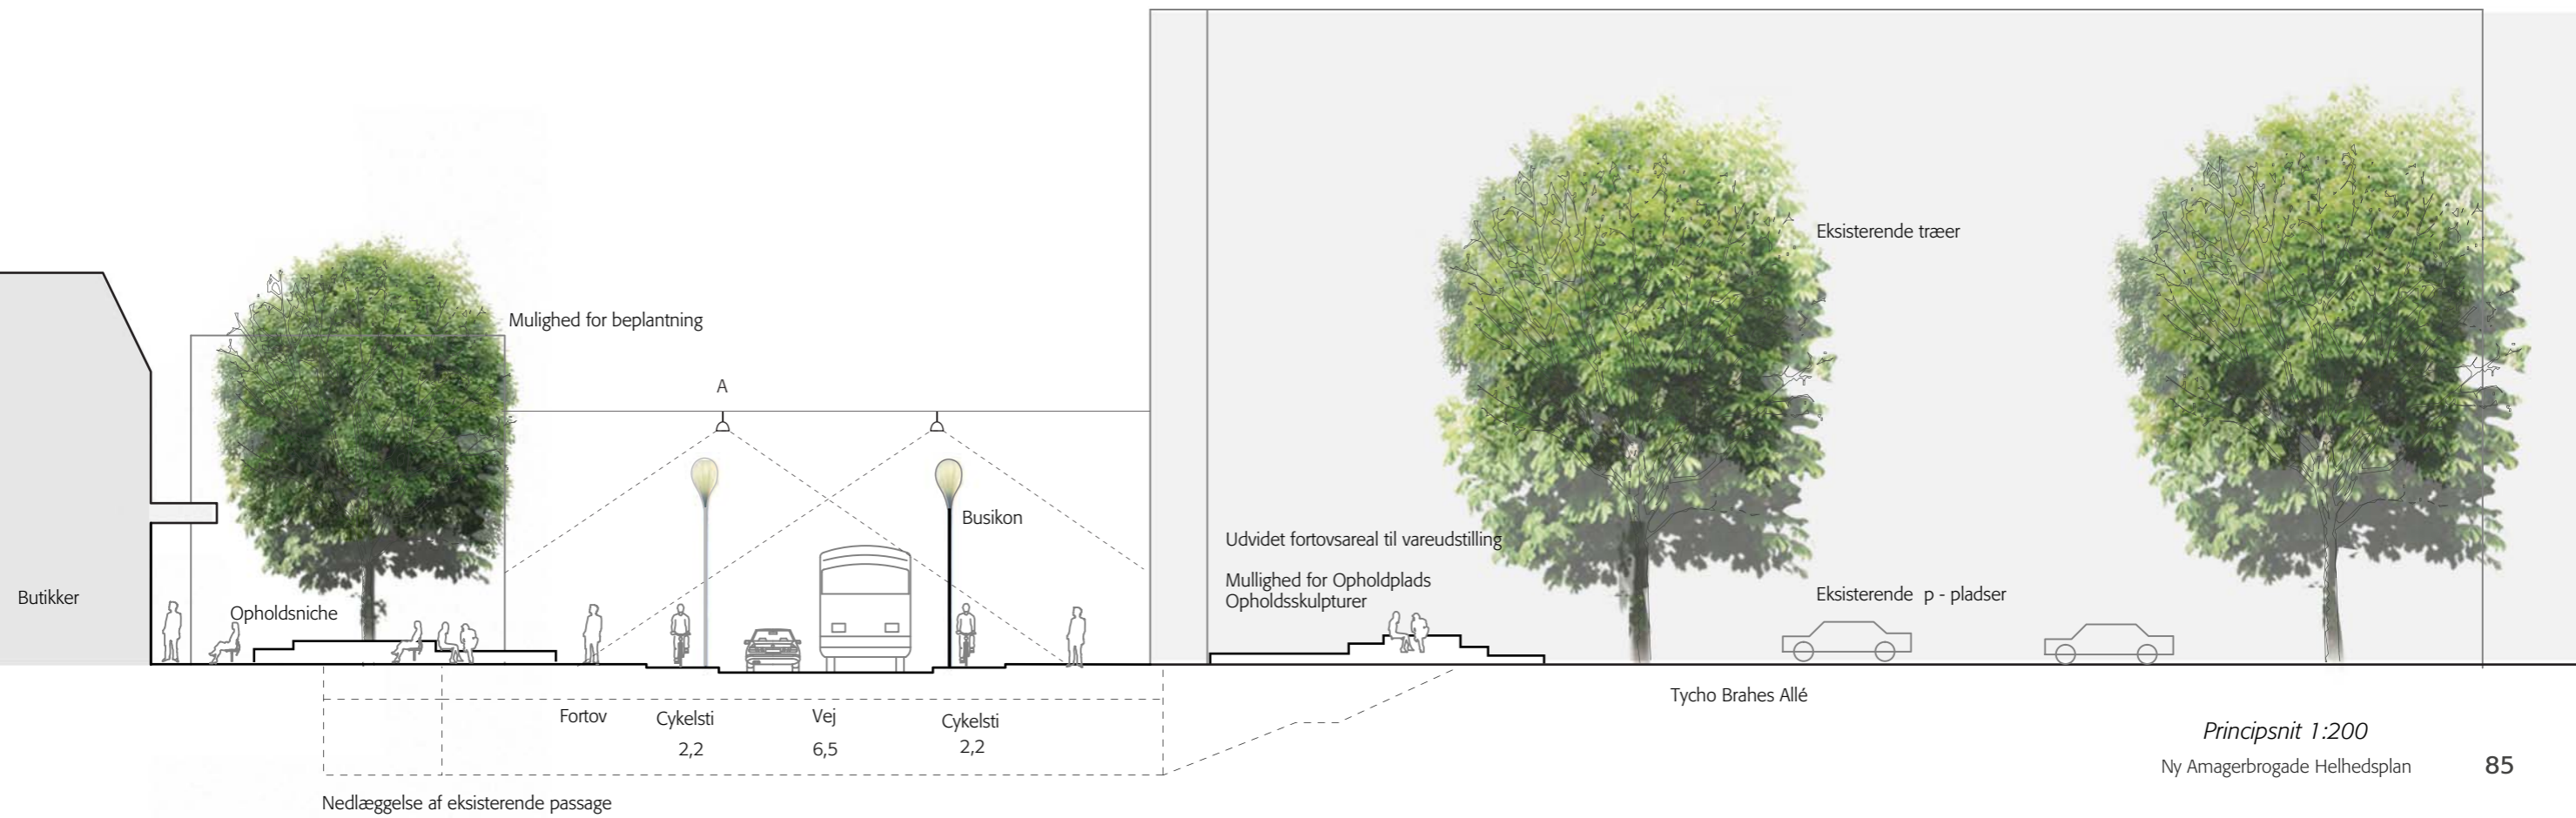 Eksisterende træer
Mulighed for beplantning
A
Busikon
Udvidet fortovsareal til vareudstilling
Mullighed for Opholdplads
Opholdsskulpturer
Butikker
Opholdsniche
Eksisterende p - pladser
Tycho Brahes Allé
Fortov
Cykelsti
2,2
Vej
6,5
Cykelsti
2,2
Nedlæggelse af eksisterende passage
Principsnit 1:200
Ny Amagerbrogade Helhedsplan 85